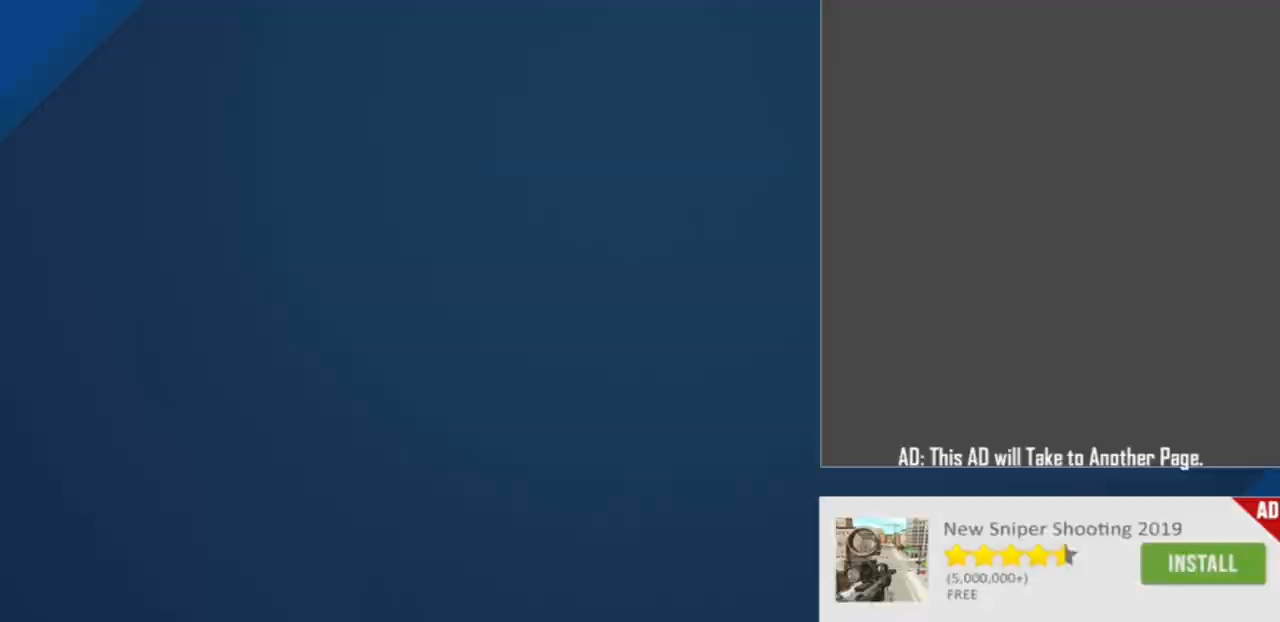 AD: This AD will Take to Another Page.
AD
New Sniper Shooting 2019
(5,000,000+)
INSTALL
FREE